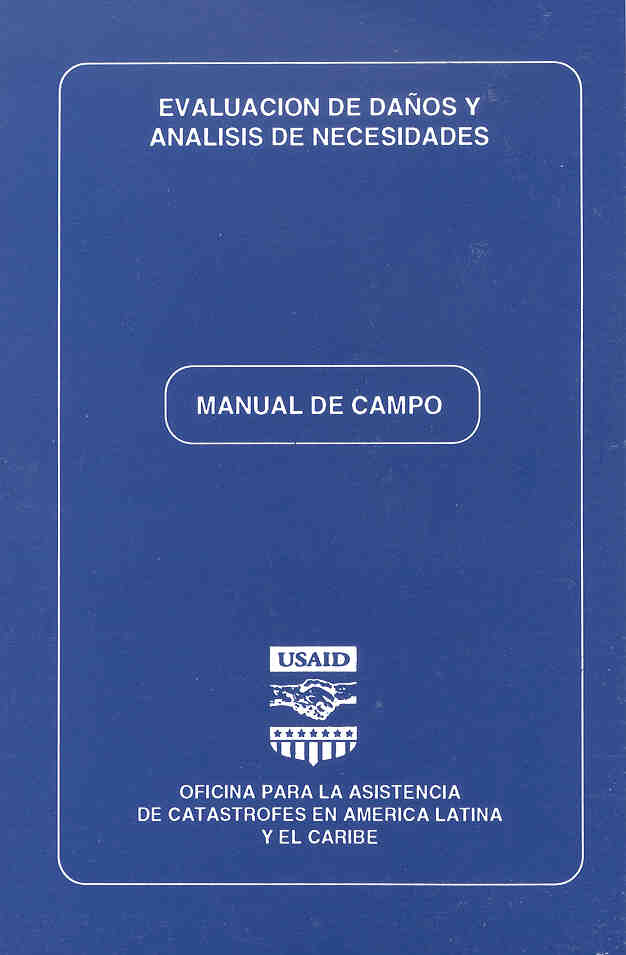 EVALUACION DE DAÑOS Y
ANALISIS DE NECESIDADES
MANUAL DE CAMPO
USAID
OFICINA PARA LA ASISTENCIA
DE CATASTROFES EN AMERICA LATINA
Y EL CARIBE